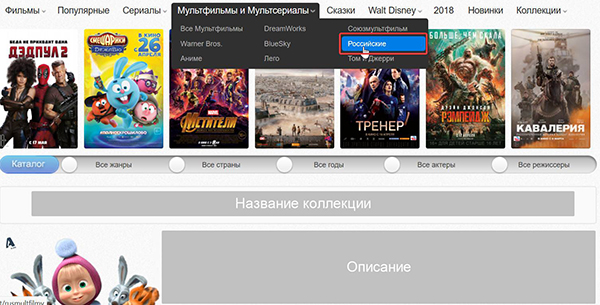 Фильмы Популярные Сериалы Мультфильмы и Мультсериалы Сказки Walt Disney 2018 Новинки Коллекции
Все Мультфильмы DreamWorks Союзмультфильм
Warner Bros. BlueSky Российские
Аниме Лего Том и Джерри
ДЭДПУЛ 2
СМЕШАРИКИ
В КИНО
С 26
АПРЕЛЯ
МСТИТЕЛИ
ТРЕНЕР
ДУЭЙН ДЖОНСОН
РЭМПЕЙДЖ
КАВАЛЕРИЯ
Каталог Все жанры Все страны Все годы Все актеры Все режиссеры
Название коллекции
Описание
t/rusmultfilmy